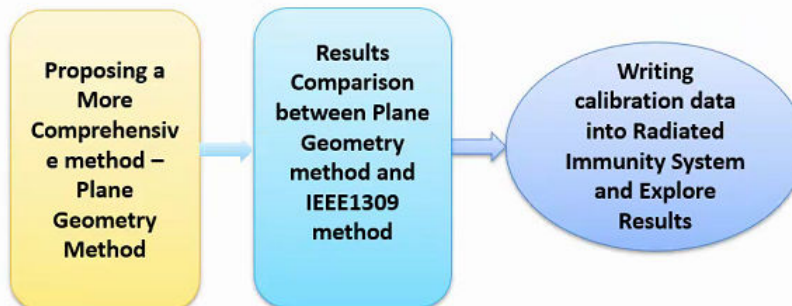 Proposing a
More
Comprehensiv
e method –
Plane
Geometry
Method
Results
Comparison
between Plane
Geometry
method and
IEEE1309
method
Writing
calibration data
into Radiated
Immunity System
and Explore
Results